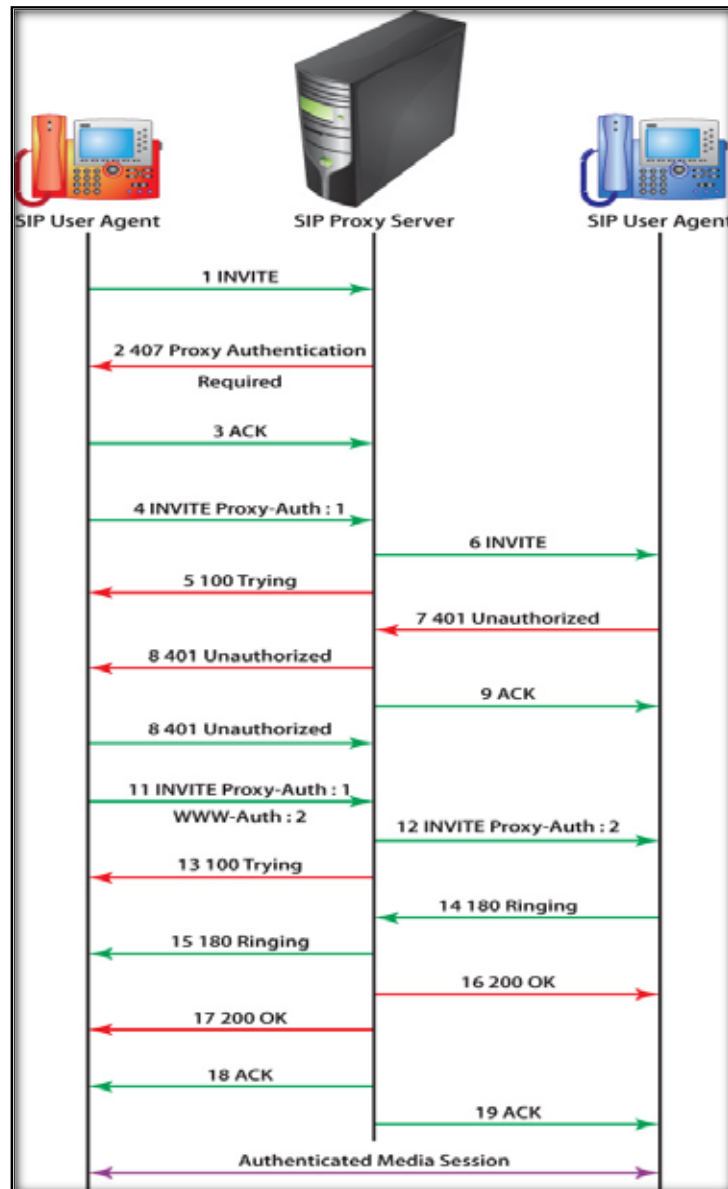 SIP User Agent
SIP Proxy Server
SIP User Agent
1 INVITE
2 407 Proxy Authentication
Required
3 ACK
4 INVITE Proxy-Auth : 1
6 INVITE
5 100 Trying
7 401 Unauthorized
8 401 Unauthorized
9 ACK
8 401 Unauthorized
11 INVITE Proxy-Auth : 1
WWW-Auth : 2
12 INVITE Proxy-Auth : 2
13 100 Trying
14 180 Ringing
15 180 Ringing
16 200 OK
17 200 OK
18 ACK
19 ACK
Authenticated Media Session